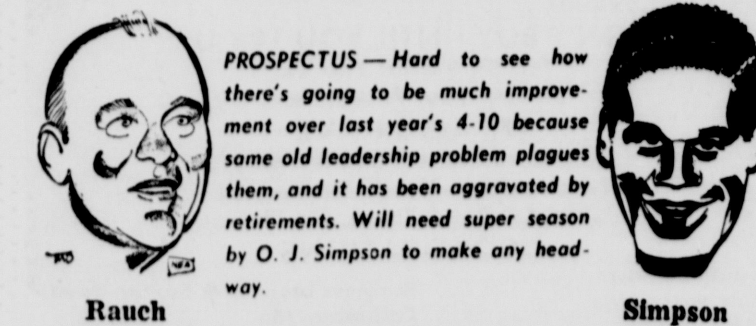 PROSPECTUS — Hard to see how
there's going to be much improve-
ment over last year's 4-10 because
same old leadership problem plagues
them, and it has been aggravated by
retirements. Will need super season
by O. J. Simpson to make any head-
way.
NEA
Rauch
Simpson